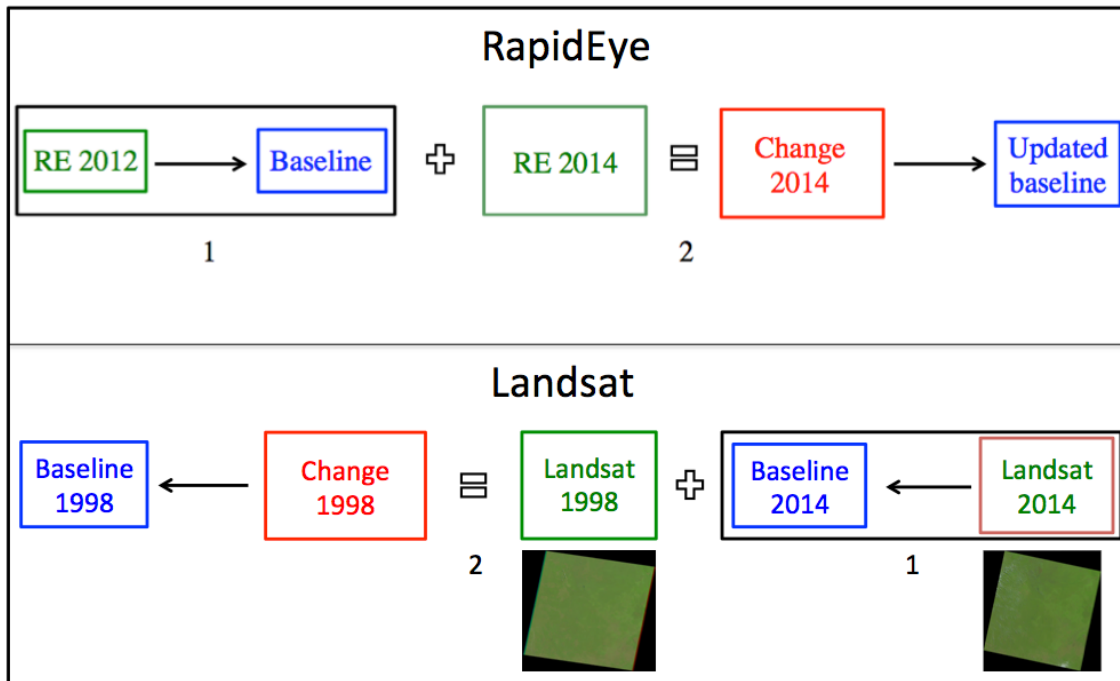 RapidEye
RE 2012
Baseline
RE 2014
Change
2014
Updated
baseline
1
2
Landsat
Baseline
1998
Change
1998
Landsat
1998
Baseline
2014
Landsat
2014
2
1